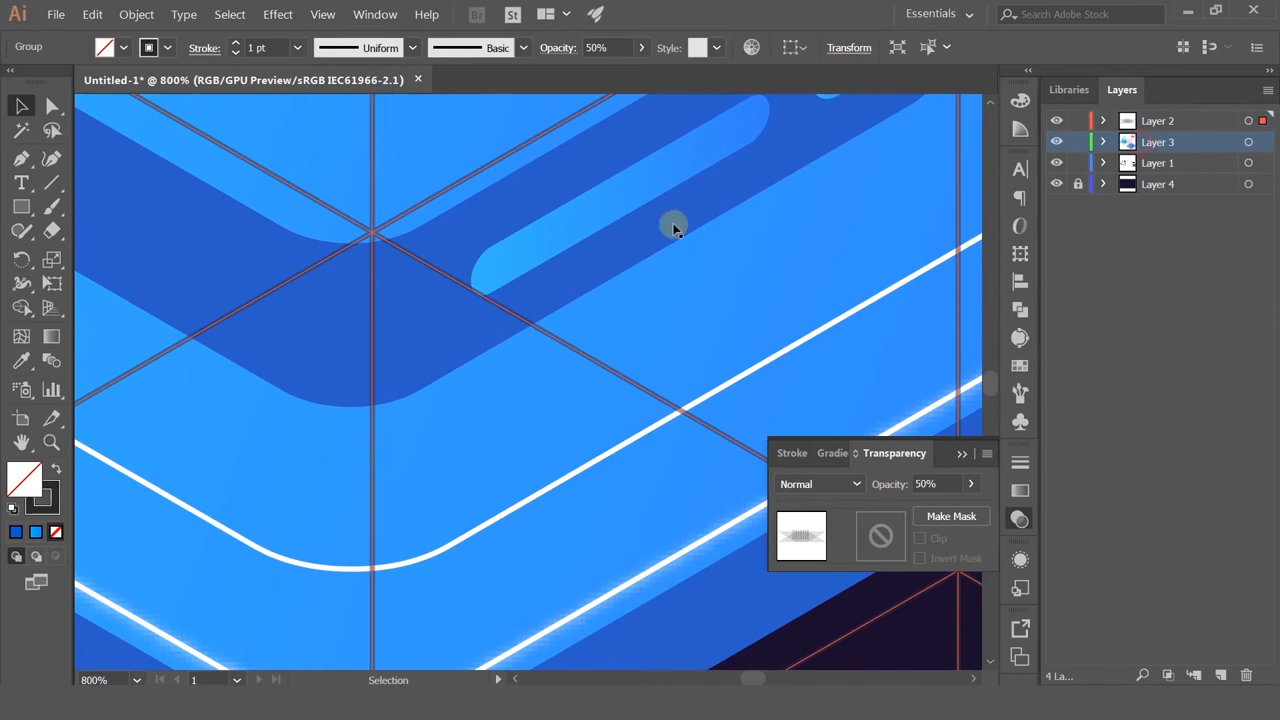 Ai File Edit Object Type Select Effect View Window Help Br St Essentials Search Adobe Stock
Group Stroke: 1 pt Uniform Basic Opacity: 50% Style: Transform
Untitled-1* @ 800% (RGB/GPU Preview/sRGB IEC61966-2.1)
Libraries Layers
Layer 2
Layer 3
Layer 1
Layer 4
Stroke Gradie Transparency
Normal Opacity: 50%
Make Mask
Clip
Invert Mask
800% 1 Selection
4 La...